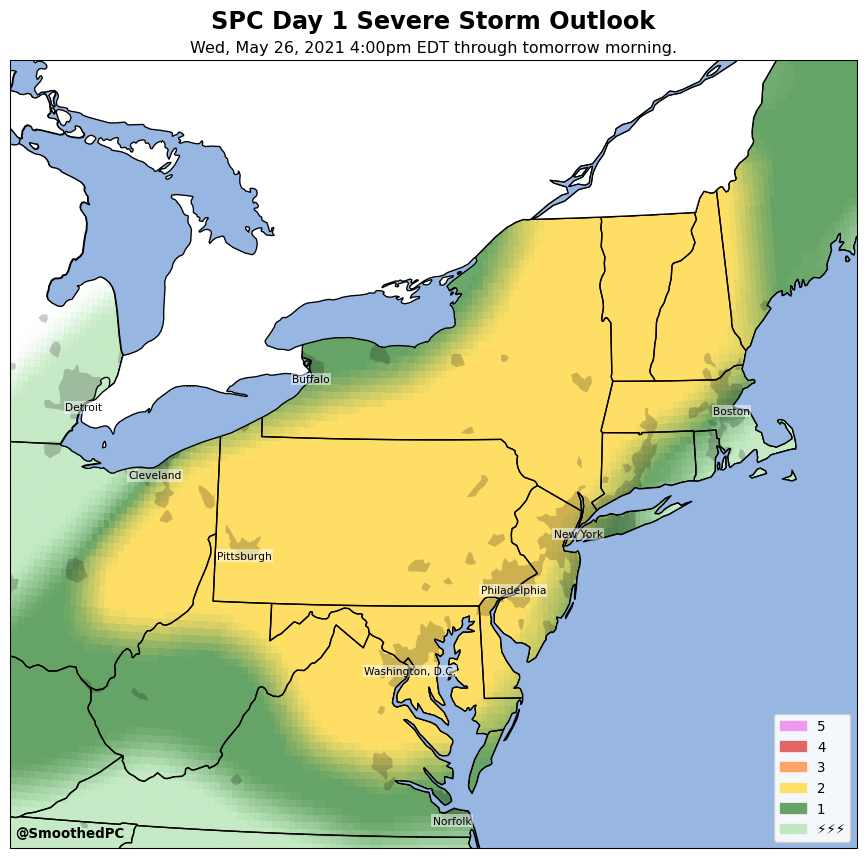 SPC Day 1 Severe Storm Outlook
Wed, May 26, 2021 4:00pm EDT through tomorrow morning.
Buffalo
Detroit
Boston
Cleveland
New York
Pittsburgh
Philadelphia
Washington, D.C.
Norfolk
5
4
3
2
1
⚡⚡⚡
@SmoothedPC